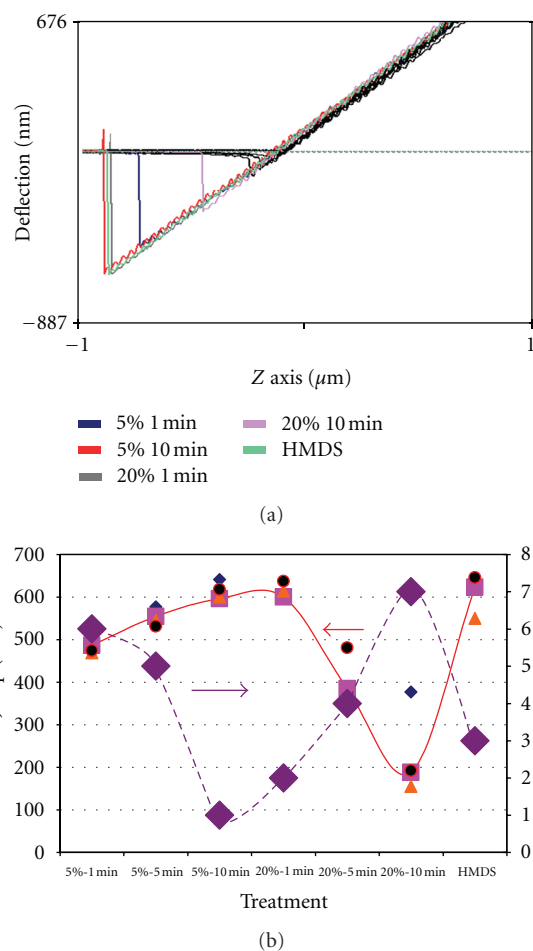 676
Deflection (nm)
−887
−1
1
Z axis (μm)
5% 1 min
20% 10 min
5% 10 min
HMDS
20% 1 min
(a)
700
600
500
400
300
200
100
0
8
7
6
5
4
3
2
1
0
5%-1 min 5%-5 min 5%-10 min 20%-1 min 20%-5 min 20%-10 min HMDS
Treatment
(b)